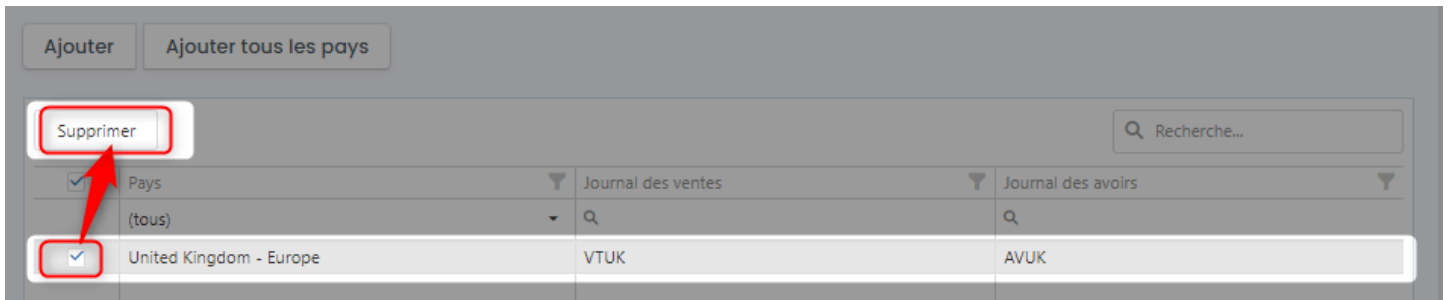 Ajouter Ajouter tous les pays
Supprimer Recherche...
Pays Journal des ventes Journal des avoirs
(tous)
United Kingdom - Europe VTUK AVUK